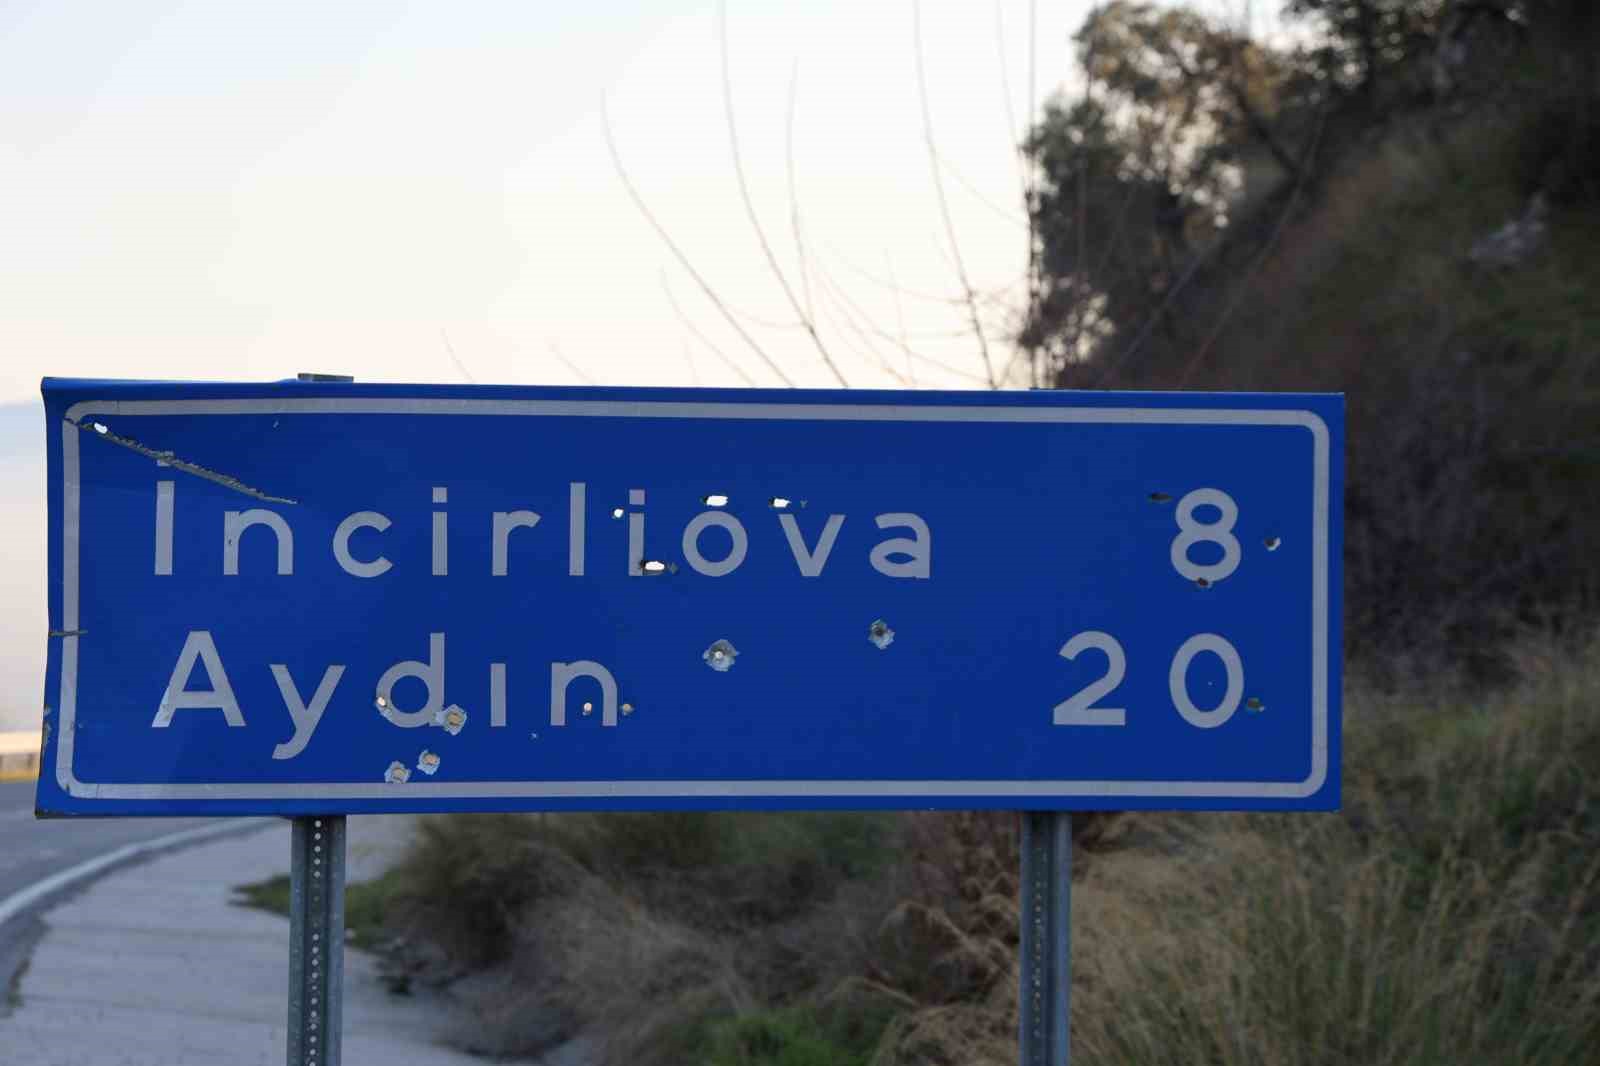 İncirliova 8
Aydın 20